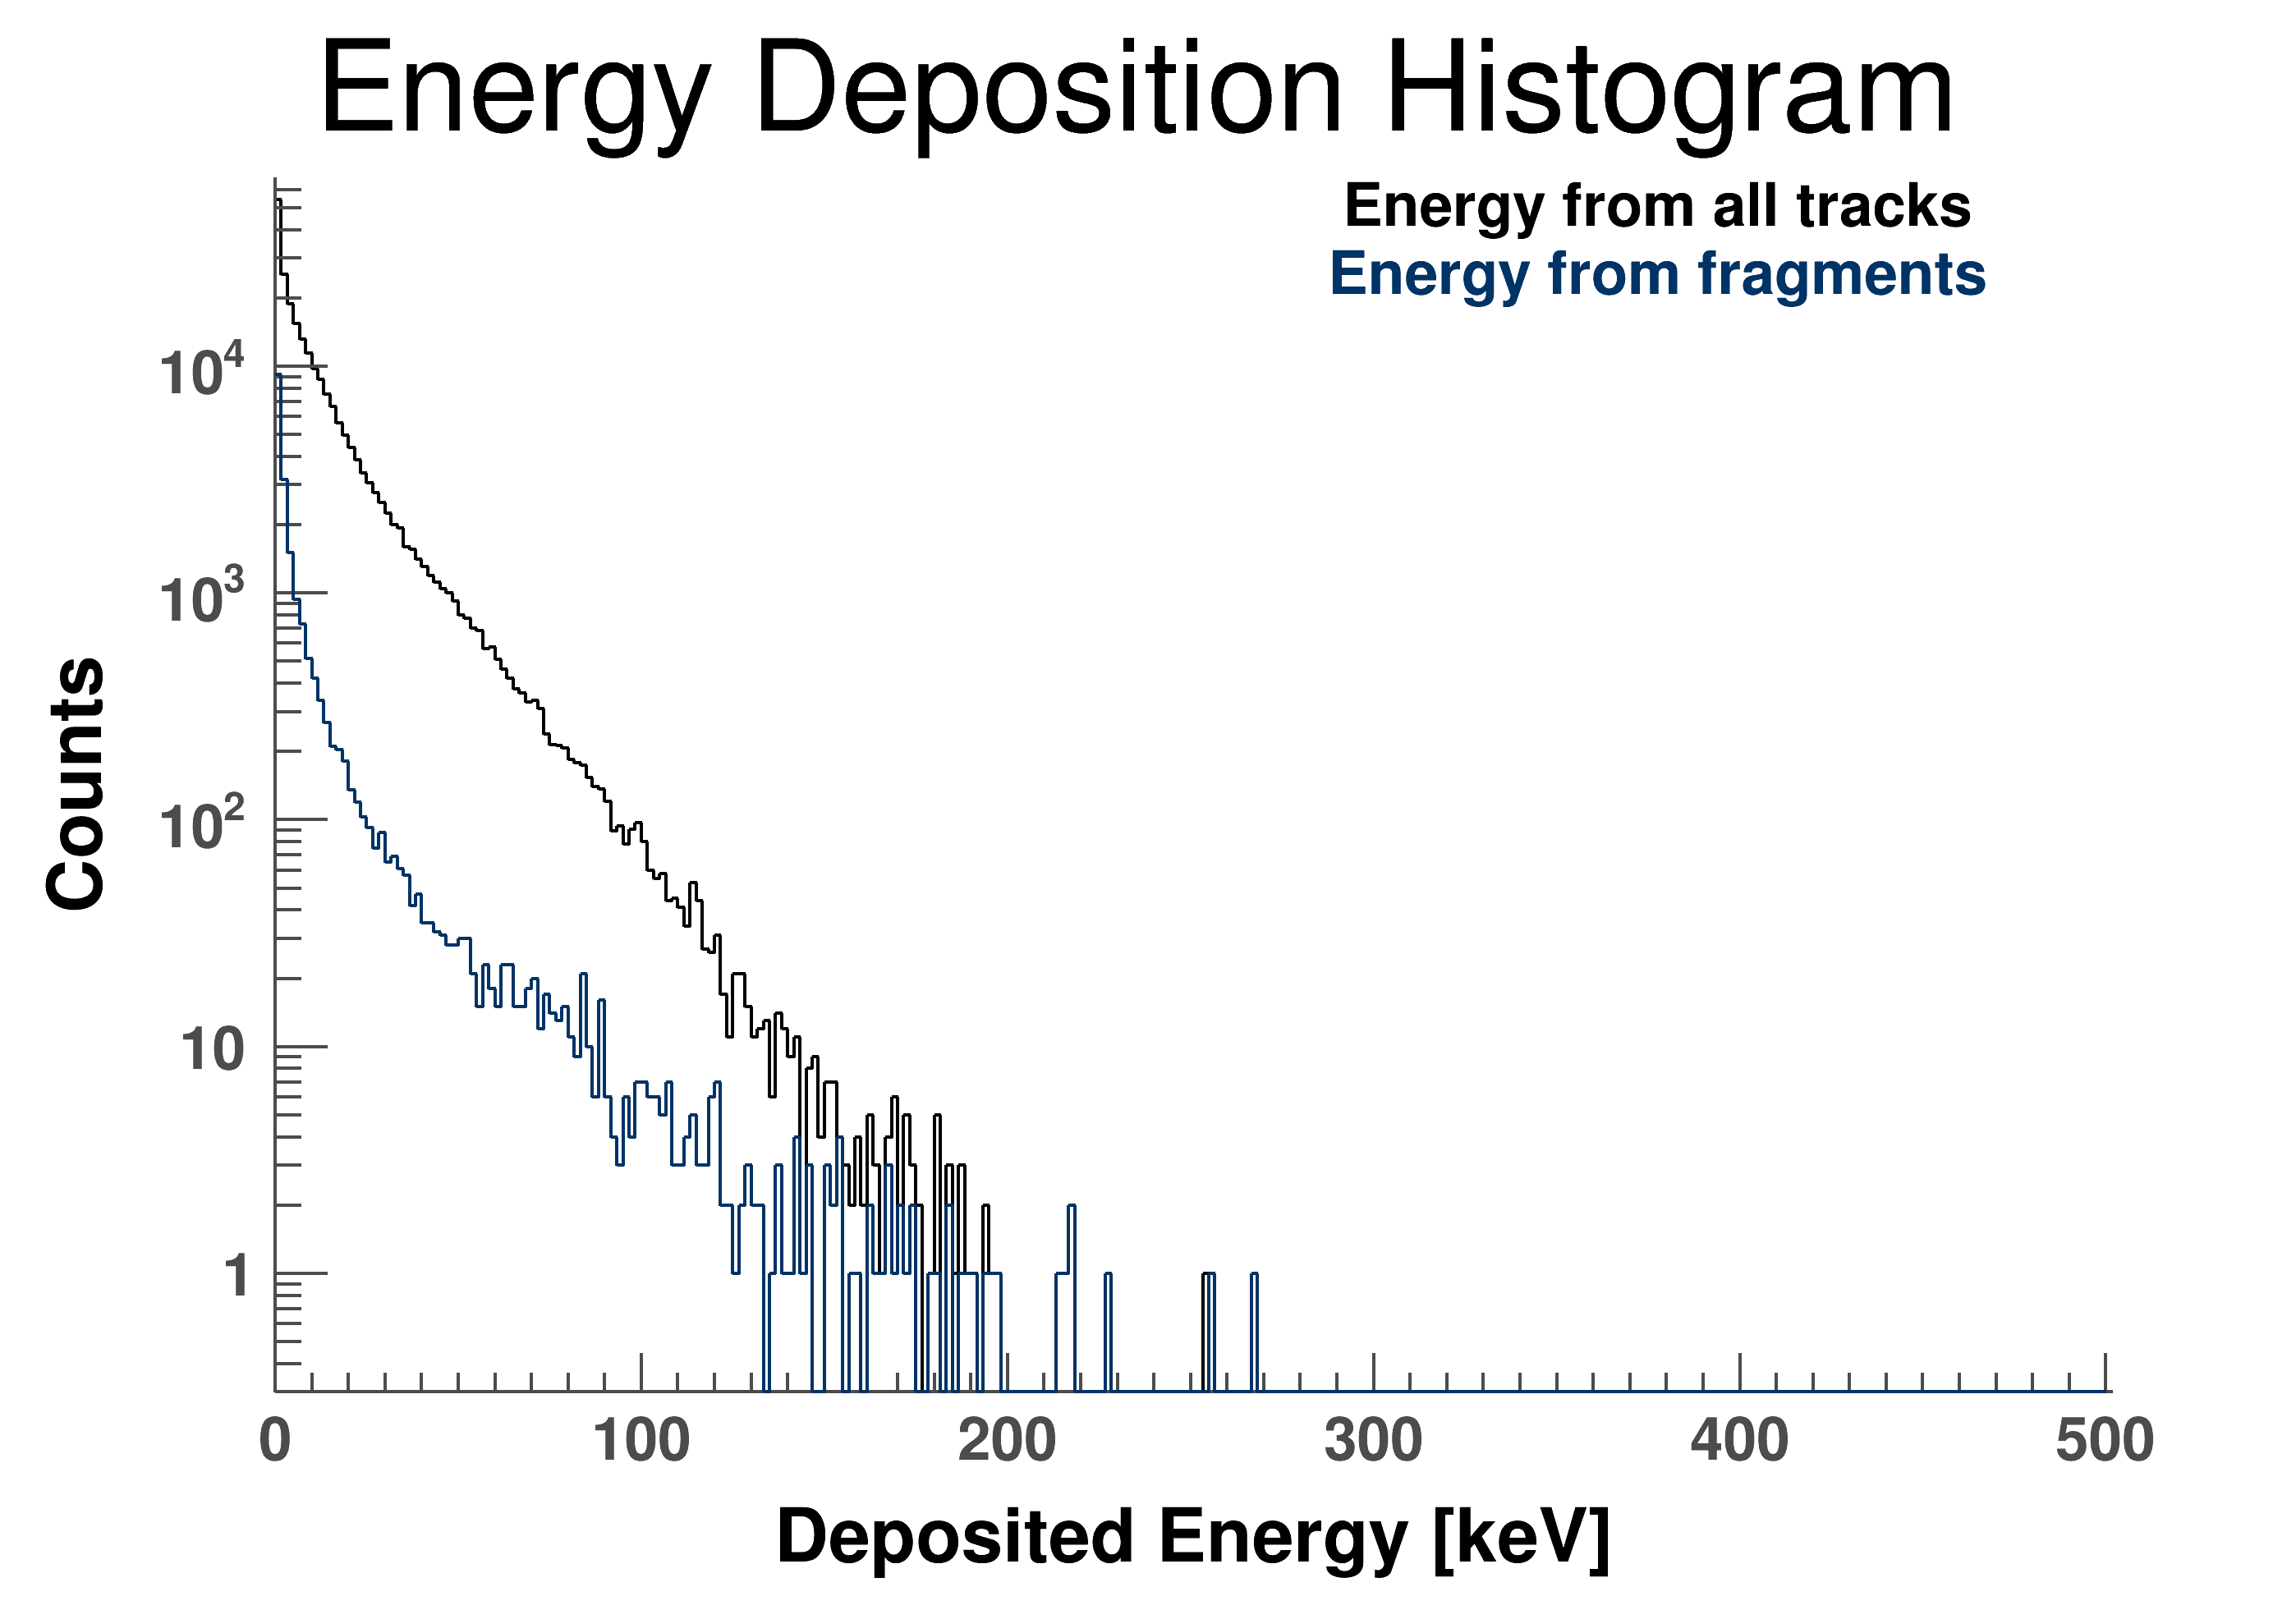 Energy Deposition Histogram
Energy from all tracks
Energy from fragments
10⁴
10³
10²
10
1
Counts
0 100 200 300 400 500
Deposited Energy [keV]